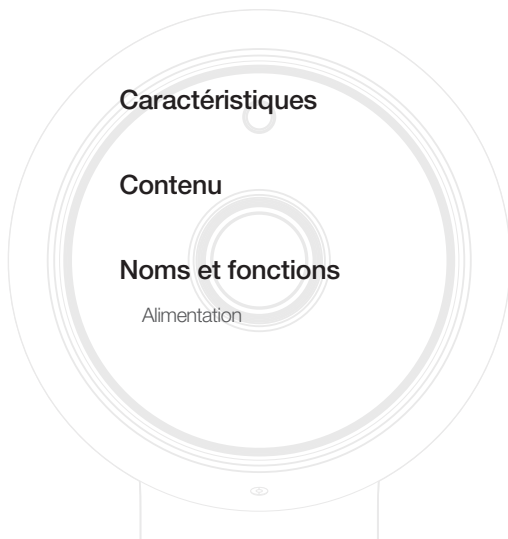 Caractéristiques
Contenu
Noms et fonctions
Alimentation